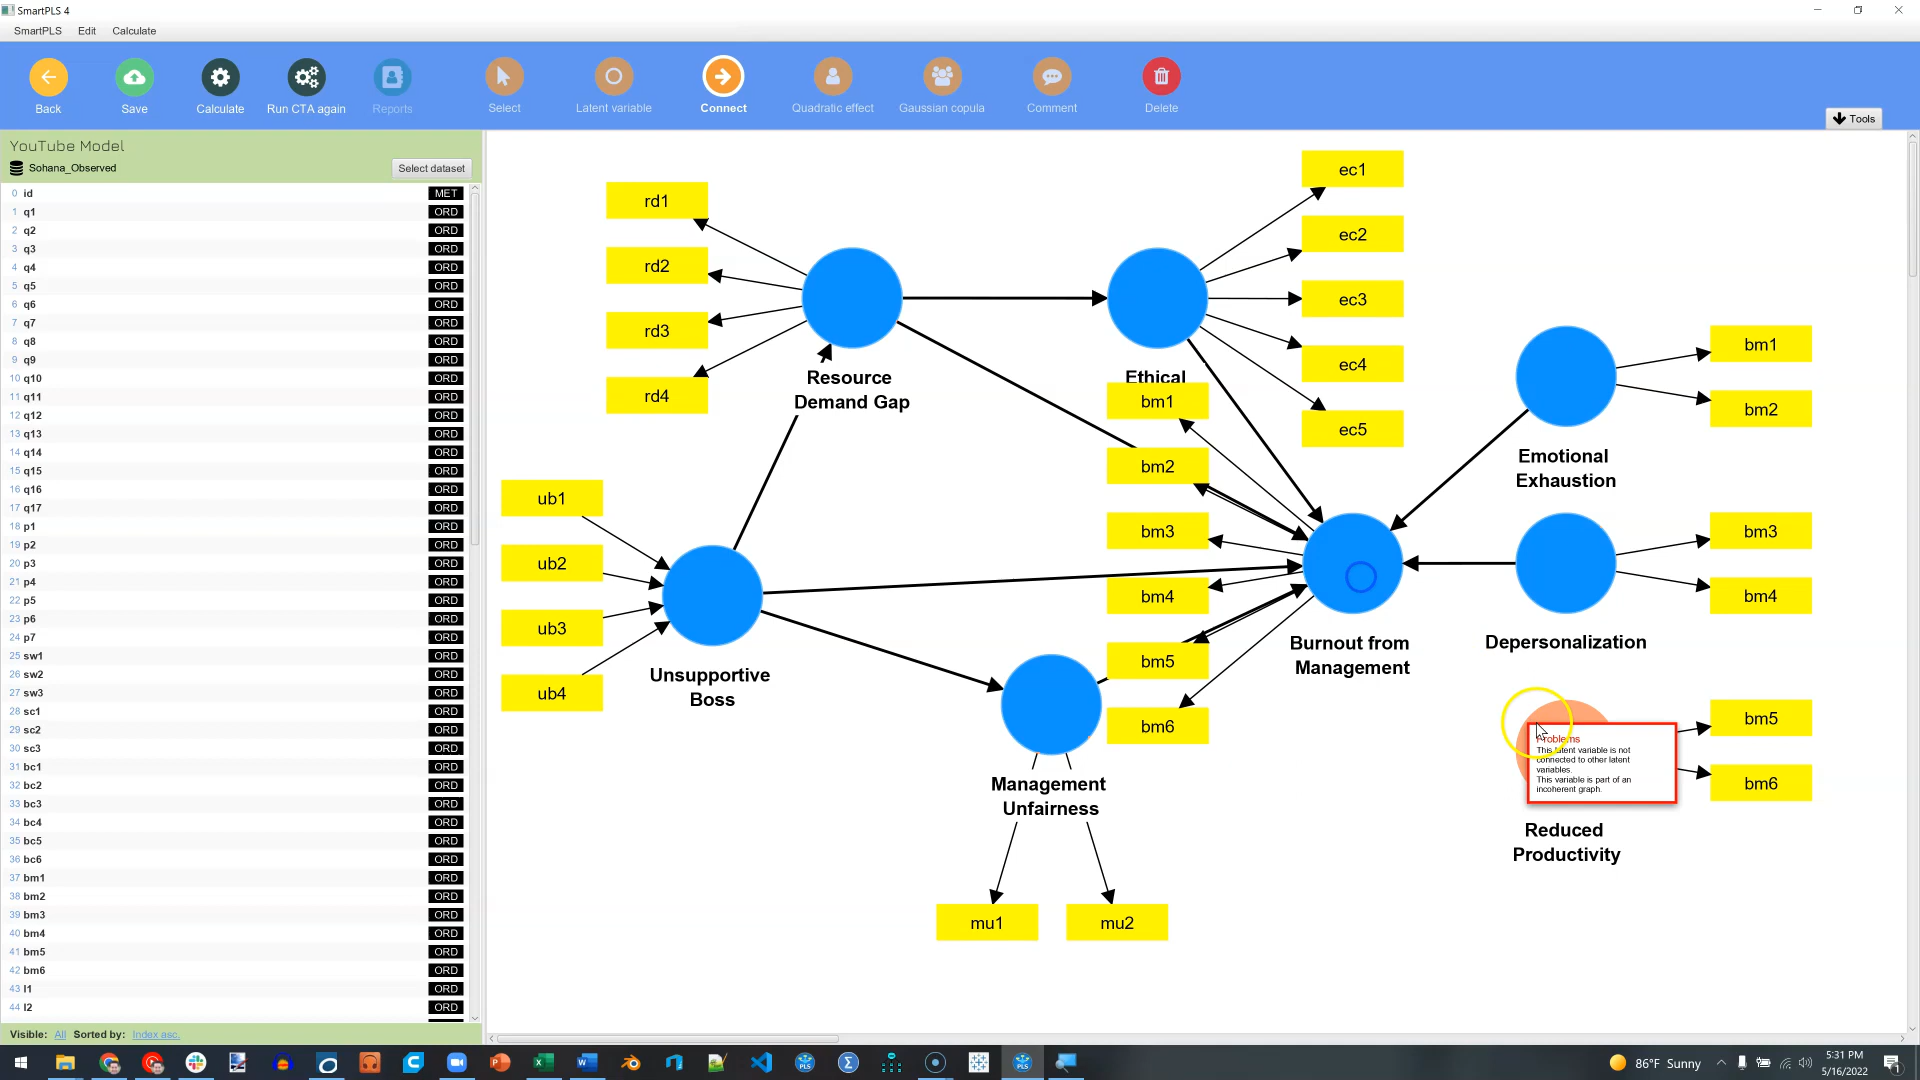 SmartPLS 4
SmartPLS Edit Calculate
Back Save Calculate Run CTA again Reports Select Latent variable Connect Quadratic effect Gaussian copula Comment Delete
Tools
YouTube Model
Sohana_Observed Select dataset
0 id MET
1 q1 ORD
2 q2 ORD
3 q3 ORD
4 q4 ORD
5 q5 ORD
6 q6 ORD
7 q7 ORD
8 q8 ORD
9 q9 ORD
10 q10 ORD
11 q11 ORD
12 q12 ORD
13 q13 ORD
14 q14 ORD
15 q15 ORD
16 q16 ORD
17 q17 ORD
18 p1 ORD
19 p2 ORD
20 p3 ORD
21 p4 ORD
22 p5 ORD
23 p6 ORD
24 p7 ORD
25 sw1 ORD
26 sw2 ORD
27 sw3 ORD
28 sc1 ORD
29 sc2 ORD
30 sc3 ORD
31 bc1 ORD
32 bc2 ORD
33 bc3 ORD
34 bc4 ORD
35 bc5 ORD
36 bc6 ORD
37 bm1 ORD
38 bm2 ORD
39 bm3 ORD
40 bm4 ORD
41 bm5 ORD
42 bm6 ORD
43 l1 ORD
44 l2 ORD
Visible: All Sorted by: Index asc.
rd1
rd2
rd3
rd4
Resource
Demand Gap
ec1
ec2
ec3
ec4
ec5
Ethical
bm1
bm2
bm3
bm4
bm5
bm6
ub1
ub2
ub3
ub4
Unsupportive
Boss
Management
Unfairness
mu1
mu2
Burnout from
Management
Emotional
Exhaustion
bm1
bm2
Depersonalization
bm3
bm4
Problems
This latent variable is not
connected to other latent
variables.
This variable is part of an
incoherent graph.
Reduced
Productivity
bm5
bm6
PLS
PLS
86°F Sunny
5:31 PM
5/16/2022
1